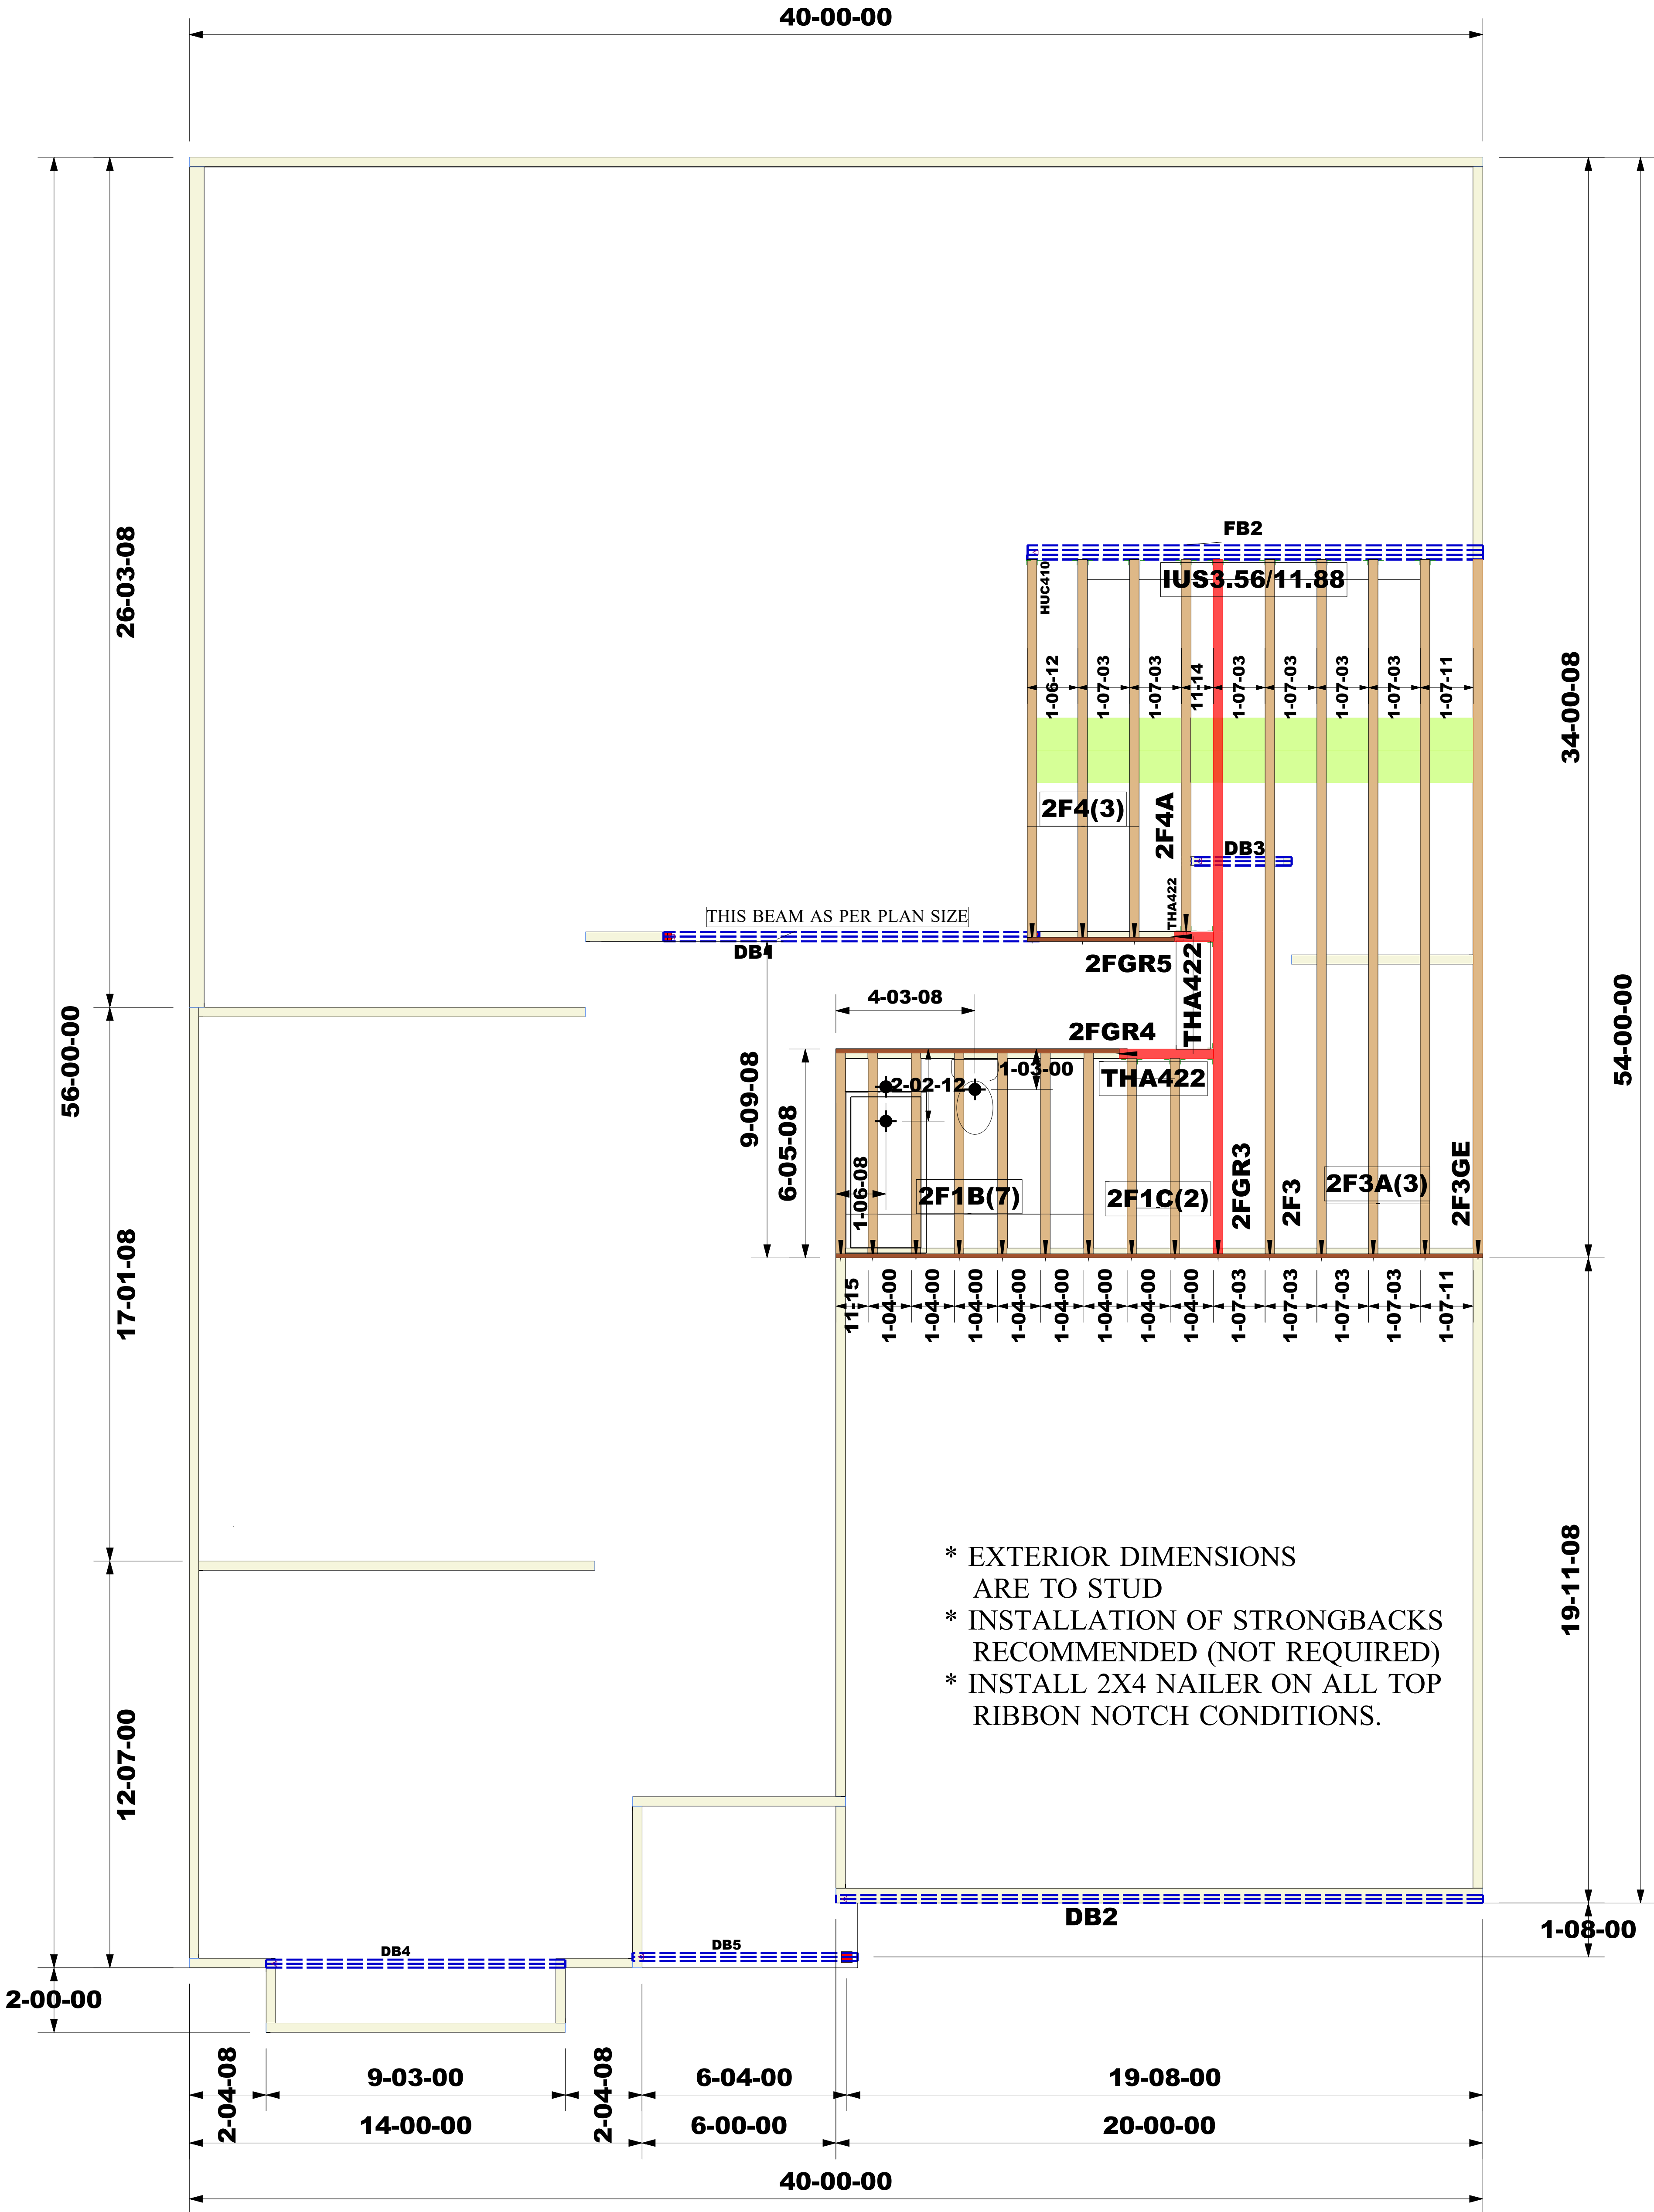 40-00-00
FB2
IUS3.56/11.88
HUC410
1-06-12
1-07-03
1-07-03
11-14
1-07-03
1-07-03
1-07-03
1-07-03
1-07-11
26-03-08
34-00-08
2F4(3)
2F4A
DB3
THA422
THIS BEAM AS PER PLAN SIZE
DB1
2FGR5
THA422
4-03-08
2FGR4
56-00-00
54-00-00
9-09-08
6-05-08
2-02-12
1-03-00
THA422
1-06-08
2F1B(7)
2F1C(2)
2FGR3
2F3
2F3A(3)
2F3GE
11-15
1-04-00
1-04-00
1-04-00
1-04-00
1-04-00
1-04-00
1-04-00
1-04-00
1-07-03
1-07-03
1-07-03
1-07-03
1-07-11
17-01-08
19-11-08
* EXTERIOR DIMENSIONS
ARE TO STUD
* INSTALLATION OF STRONGBACKS
RECOMMENDED (NOT REQUIRED)
* INSTALL 2X4 NAILER ON ALL TOP
RIBBON NOTCH CONDITIONS.
12-07-00
DB2
1-08-00
DB4
DB5
2-00-00
2-04-08
9-03-00
2-04-08
6-04-00
19-08-00
14-00-00
6-00-00
20-00-00
40-00-00